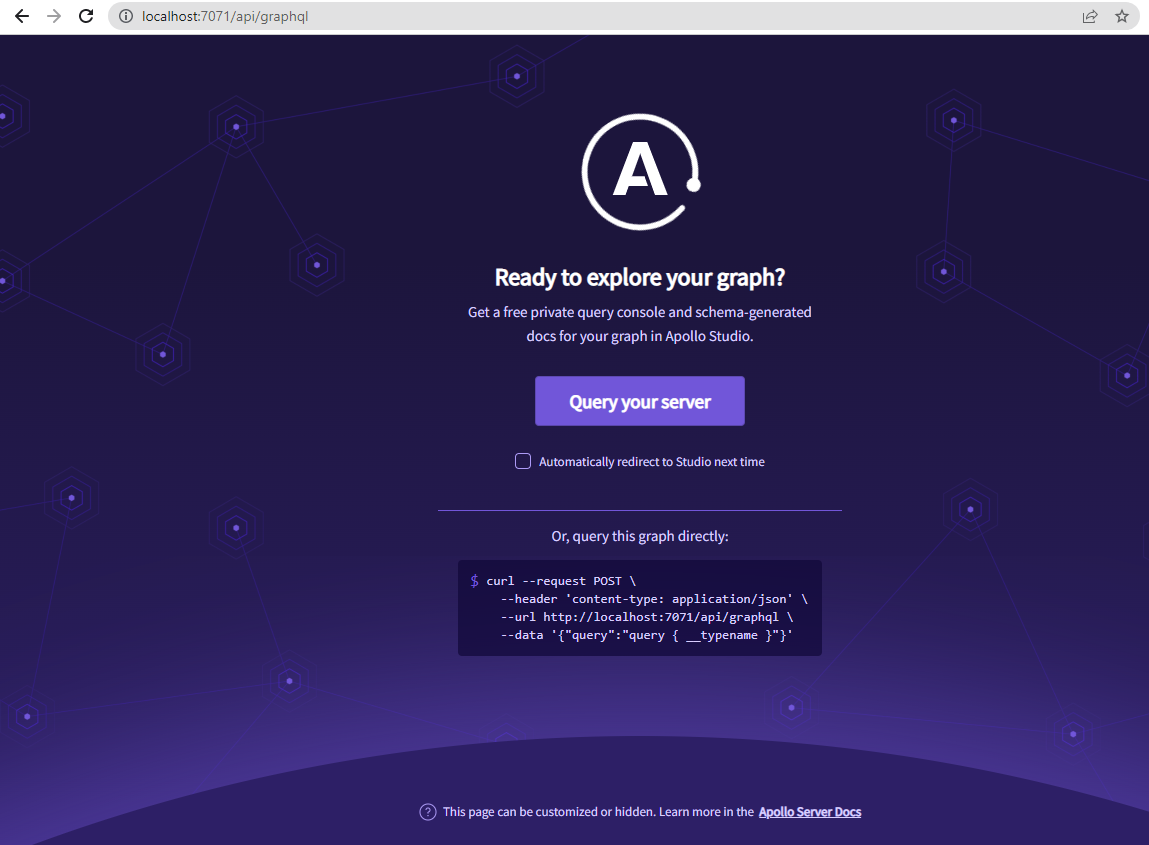 localhost:7071/api/graphql
A
Ready to explore your graph?
Get a free private query console and schema-generated
docs for your graph in Apollo Studio.
Query your server
Automatically redirect to Studio next time
Or, query this graph directly:
$ curl --request POST \
--header 'content-type: application/json' \
--url http://localhost:7071/api/graphql \
--data '{"query":"query { __typename }"}'
? This page can be customized or hidden. Learn more in the Apollo Server Docs